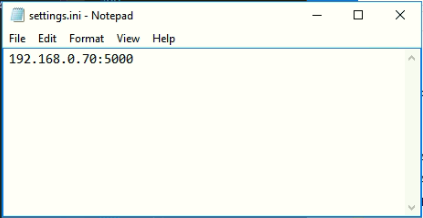 settings.ini - Notepad
File Edit Format View Help
192.168.0.70:5000